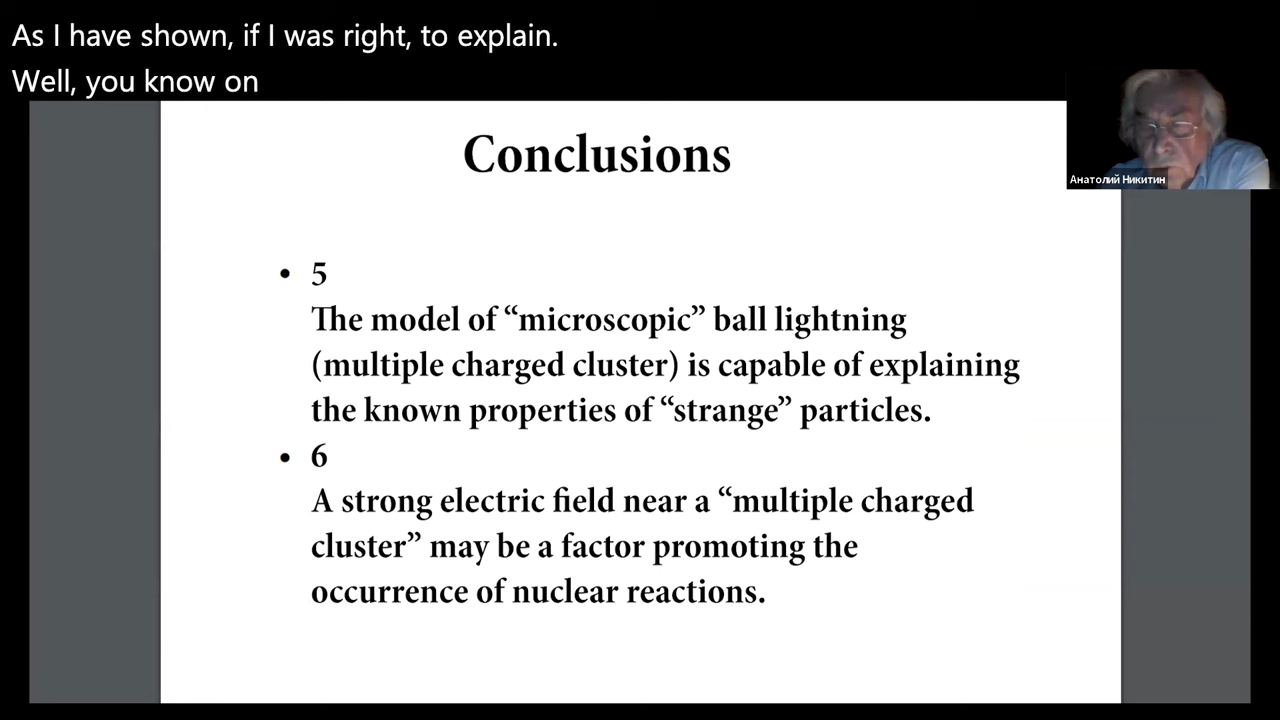 As I have shown, if I was right, to explain.
Well, you know on
Conclusions
Анатолий Никитин
• 5
The model of “microscopic” ball lightning
(multiple charged cluster) is capable of explaining
the known properties of “strange” particles.
• 6
A strong electric field near a “multiple charged
cluster” may be a factor promoting the
occurrence of nuclear reactions.